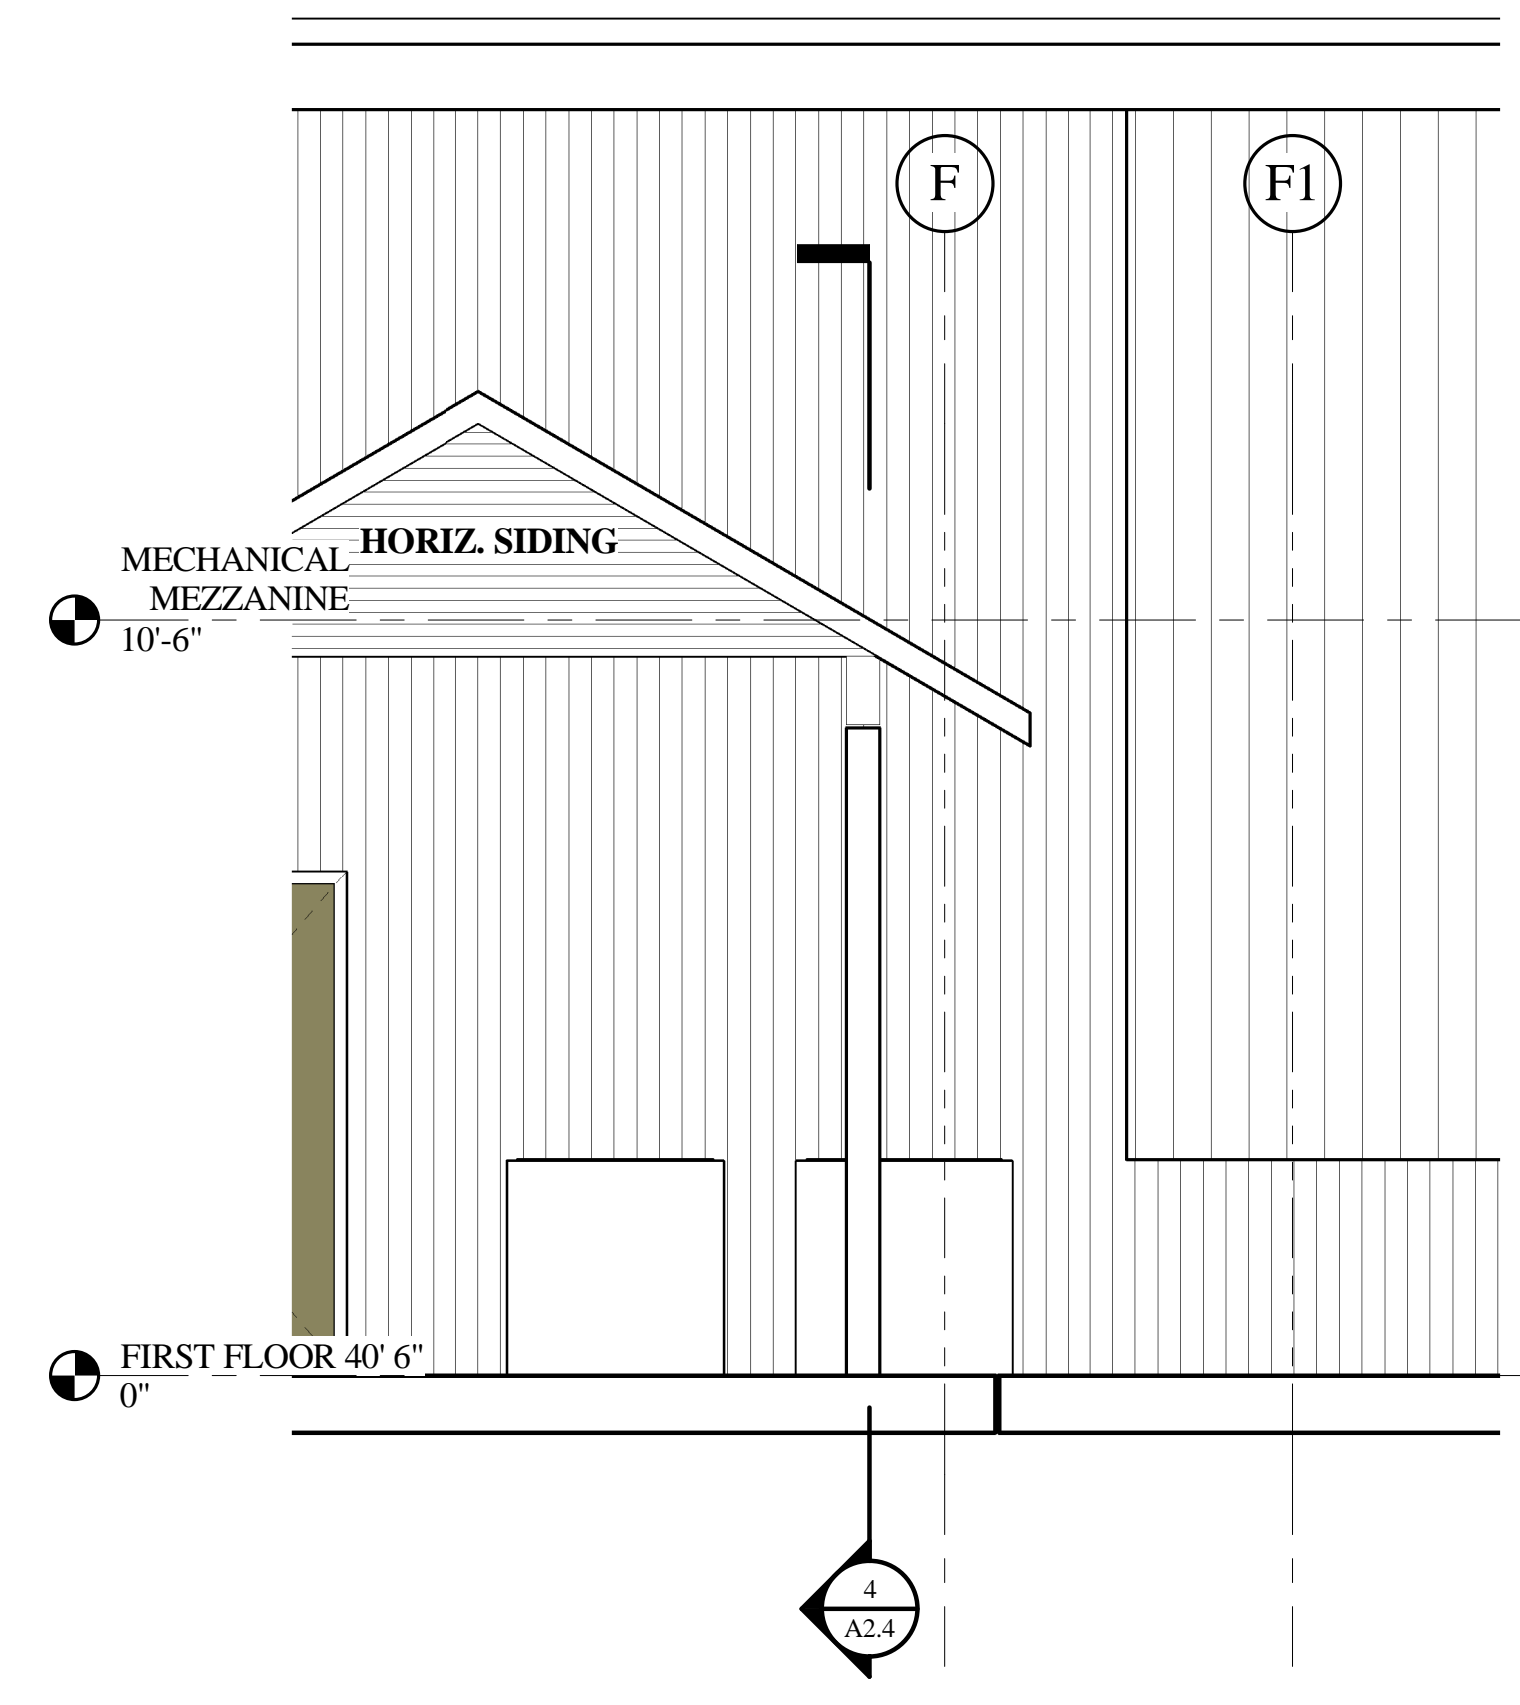 F
F1
HORIZ. SIDING
MECHANICAL
MEZZANINE
10'-6"
FIRST FLOOR 40' 6"
0"
4
A2.4